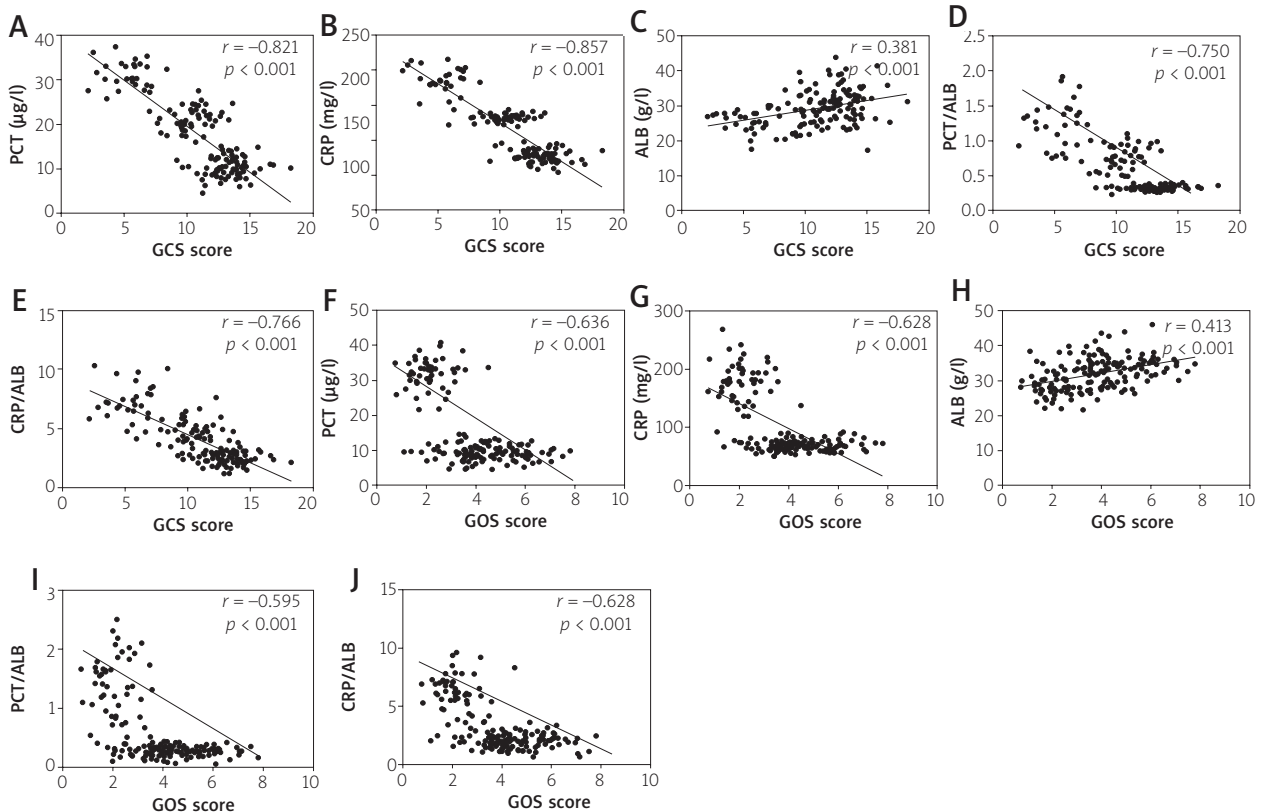 A
r = −0.821
p < 0.001
PCT (µg/l)
40
30
20
10
0
0 5 10 15 20
GCS score
B
r = −0.857
p < 0.001
CRP (mg/l)
250
200
150
100
50
0 5 10 15 20
GCS score
C
r = 0.381
p < 0.001
ALB (g/l)
50
40
30
20
10
0
0 5 10 15 20
GCS score
D
r = −0.750
p < 0.001
PCT/ALB
2.5
2.0
1.5
1.0
0.5
0.0
0 5 10 15 20
GCS score
E
r = −0.766
p < 0.001
CRP/ALB
15
10
5
0
0 5 10 15 20
GCS score
F
r = −0.636
p < 0.001
PCT (µg/l)
50
40
30
20
10
0
0 2 4 6 8 10
GOS score
G
r = −0.628
p < 0.001
CRP (mg/l)
300
200
100
0
0 2 4 6 8 10
GOS score
H
r = 0.413
p < 0.001
ALB (g/l)
50
40
30
20
10
0
0 2 4 6 8 10
GOS score
I
r = −0.595
p < 0.001
PCT/ALB
3
2
1
0
0 2 4 6 8 10
GOS score
J
r = −0.628
p < 0.001
CRP/ALB
15
10
5
0
0 2 4 6 8 10
GOS score